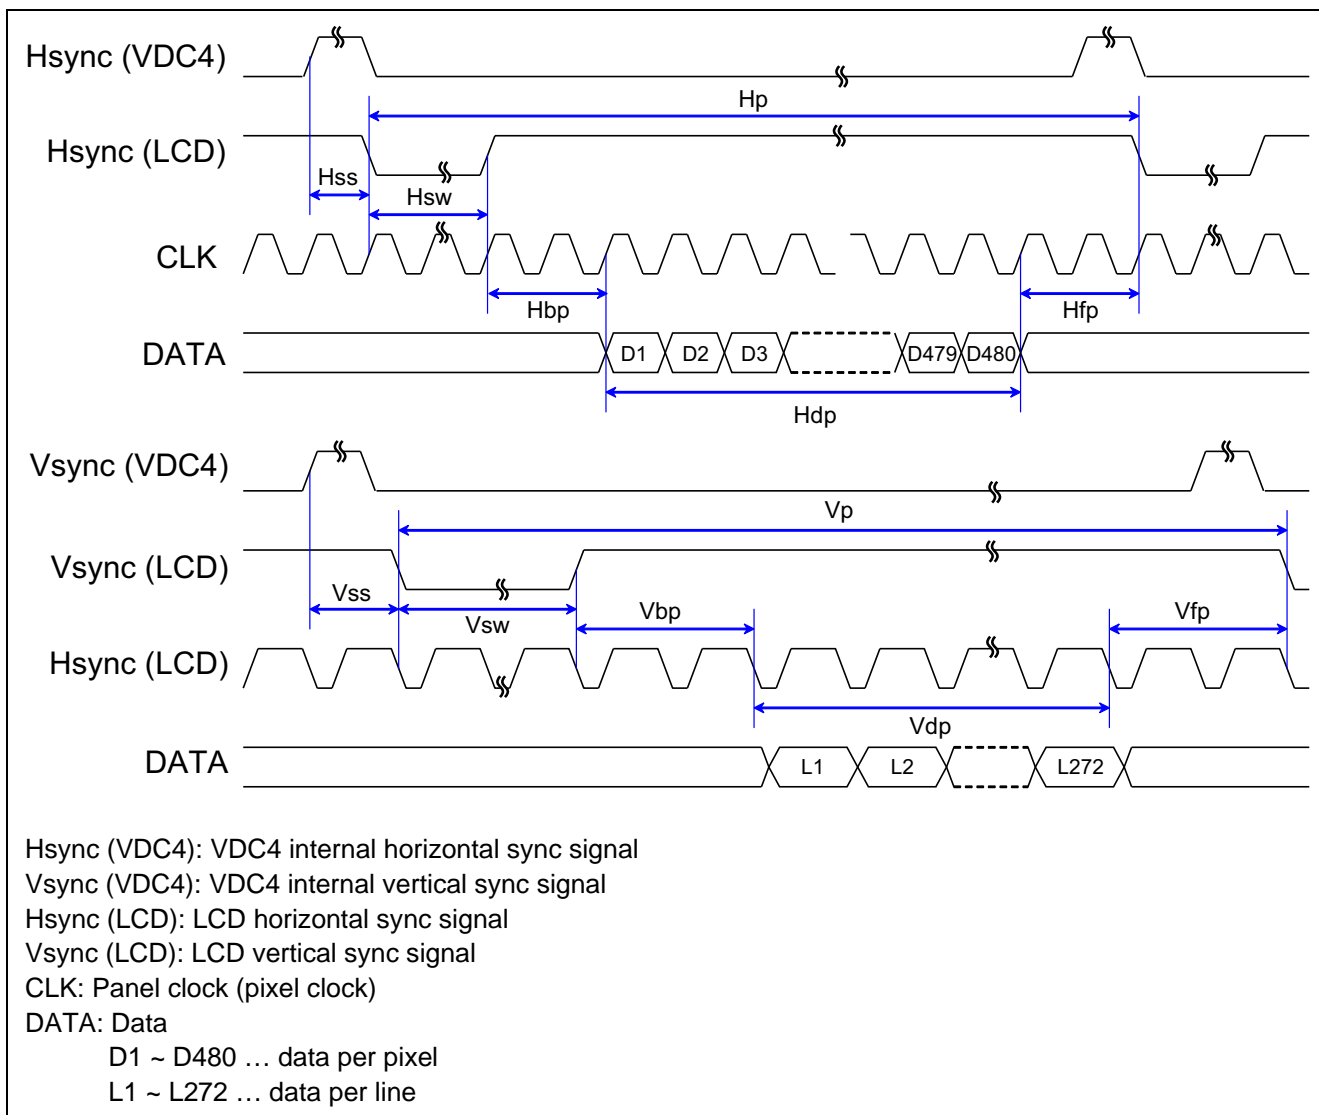 Hsync (VDC4)
Hp
Hsync (LCD)
Hss
Hsw
CLK
Hbp
Hfp
DATA
D1 D2 D3 D479 D480
Hdp
Vsync (VDC4)
Vp
Vsync (LCD)
Vss
Vsw
Vbp
Vfp
Hsync (LCD)
Vdp
DATA
L1 L2 L272
Hsync (VDC4): VDC4 internal horizontal sync signal
Vsync (VDC4): VDC4 internal vertical sync signal
Hsync (LCD): LCD horizontal sync signal
Vsync (LCD): LCD vertical sync signal
CLK: Panel clock (pixel clock)
DATA: Data
D1 ~ D480 … data per pixel
L1 ~ L272 … data per line